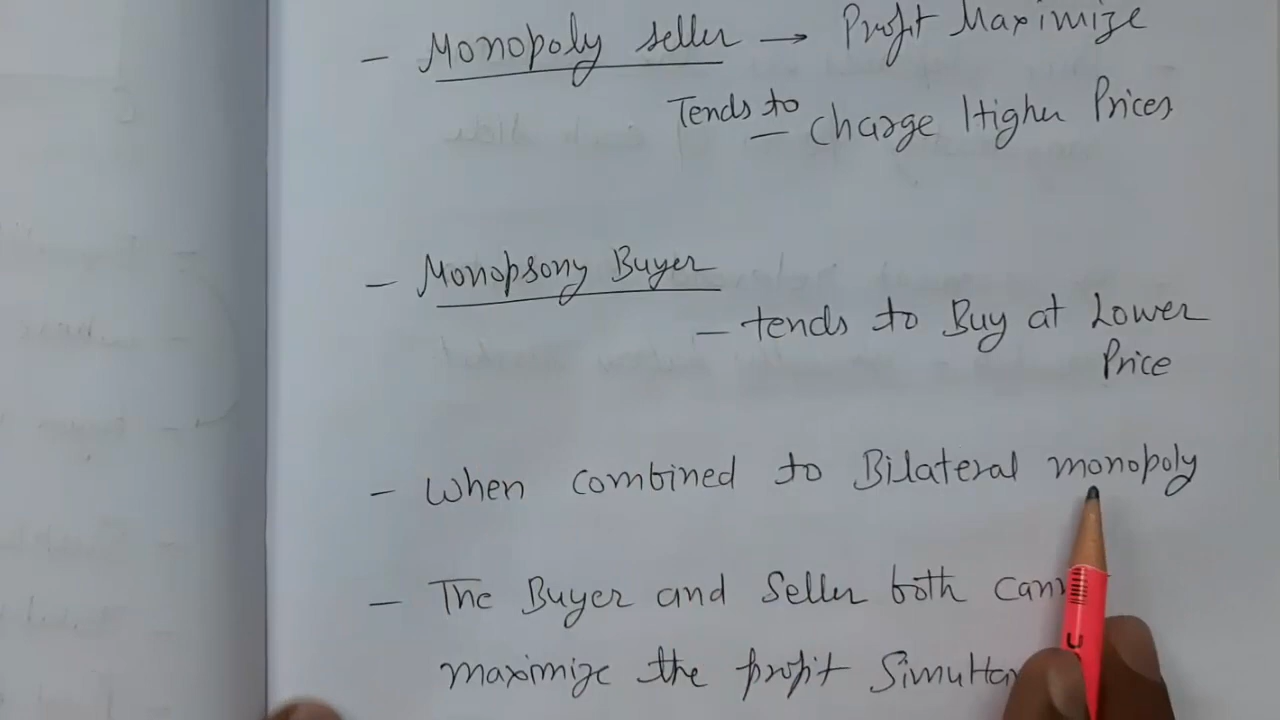 - Monopoly seller → Profit Maximize
Tends to
- charge Higher Prices
- Monopsony Buyer
- tends to Buy at Lower
Price
- When combined to Bilateral monopoly
- The Buyer and Seller both
maximize the profit